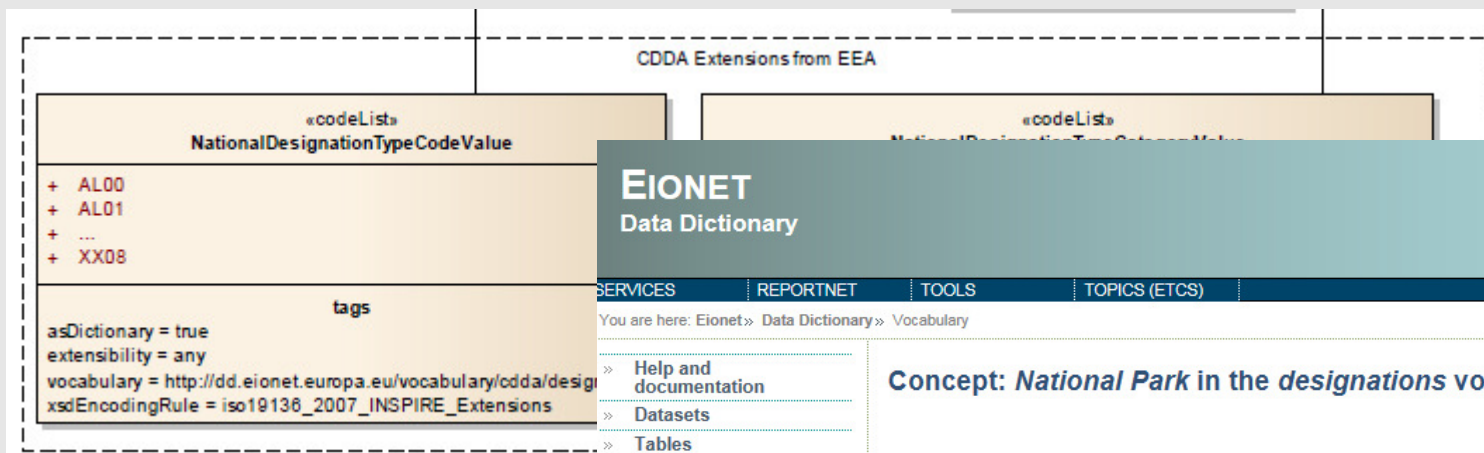 CDDA Extensions from EEA
«codeList»
NationalDesignationTypeCodeValue
+ AL00
+ AL01
+ ...
+ XX08
tags
asDictionary = true
extensibility = any
vocabulary = http://dd.eionet.europa.eu/vocabulary/cdda/desig
xsdEncodingRule = iso19136_2007_INSPIRE_Extensions
«codeList»
EIONET
Data Dictionary
SERVICES REPORTNET TOOLS TOPICS (ETCS)
You are here: Eionet » Data Dictionary » Vocabulary
» Help and
documentation
» Datasets
» Tables
Concept: National Park in the designations vo